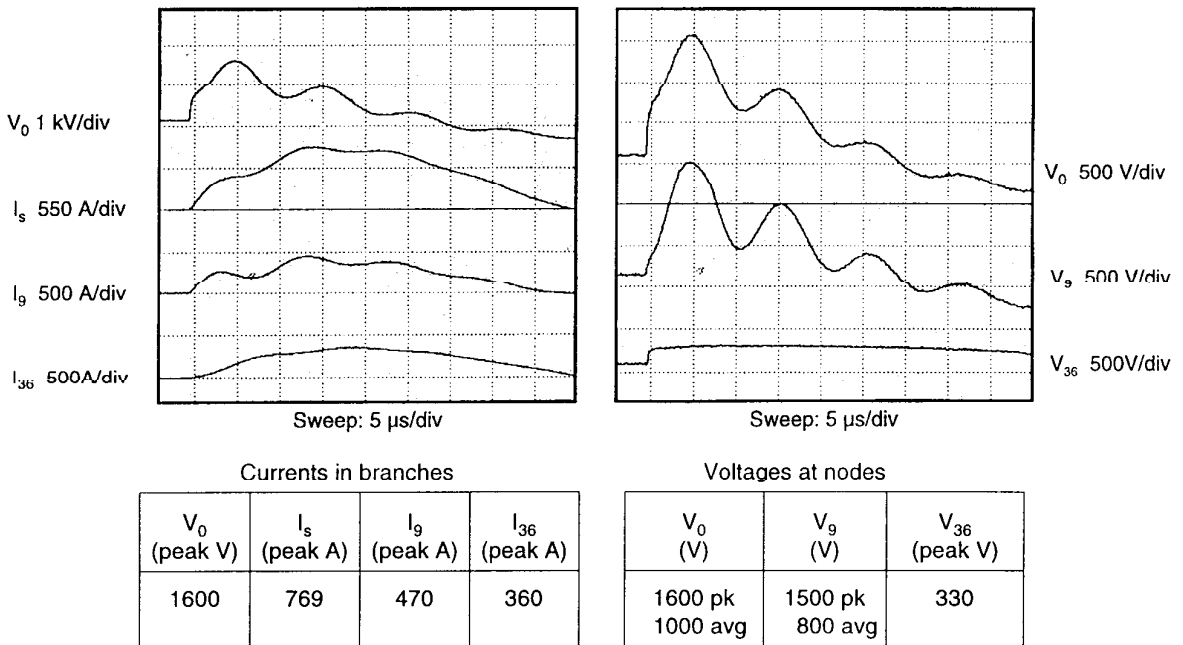 V₀ 1 kV/div
Iₛ 550 A/div
I₉ 500 A/div
I₃₆ 500A/div
Sweep: 5 µs/div
V₀ 500 V/div
V₉ 500 V/div
V₃₆ 500V/div
Sweep: 5 µs/div
Currents in branches
V₀ (peak V) Iₛ (peak A) I₉ (peak A) I₃₆ (peak A)
1600 769 470 360
Voltages at nodes
V₀ (V) V₉ (V) V₃₆ (peak V)
1600 pk 1500 pk 330
1000 avg 800 avg